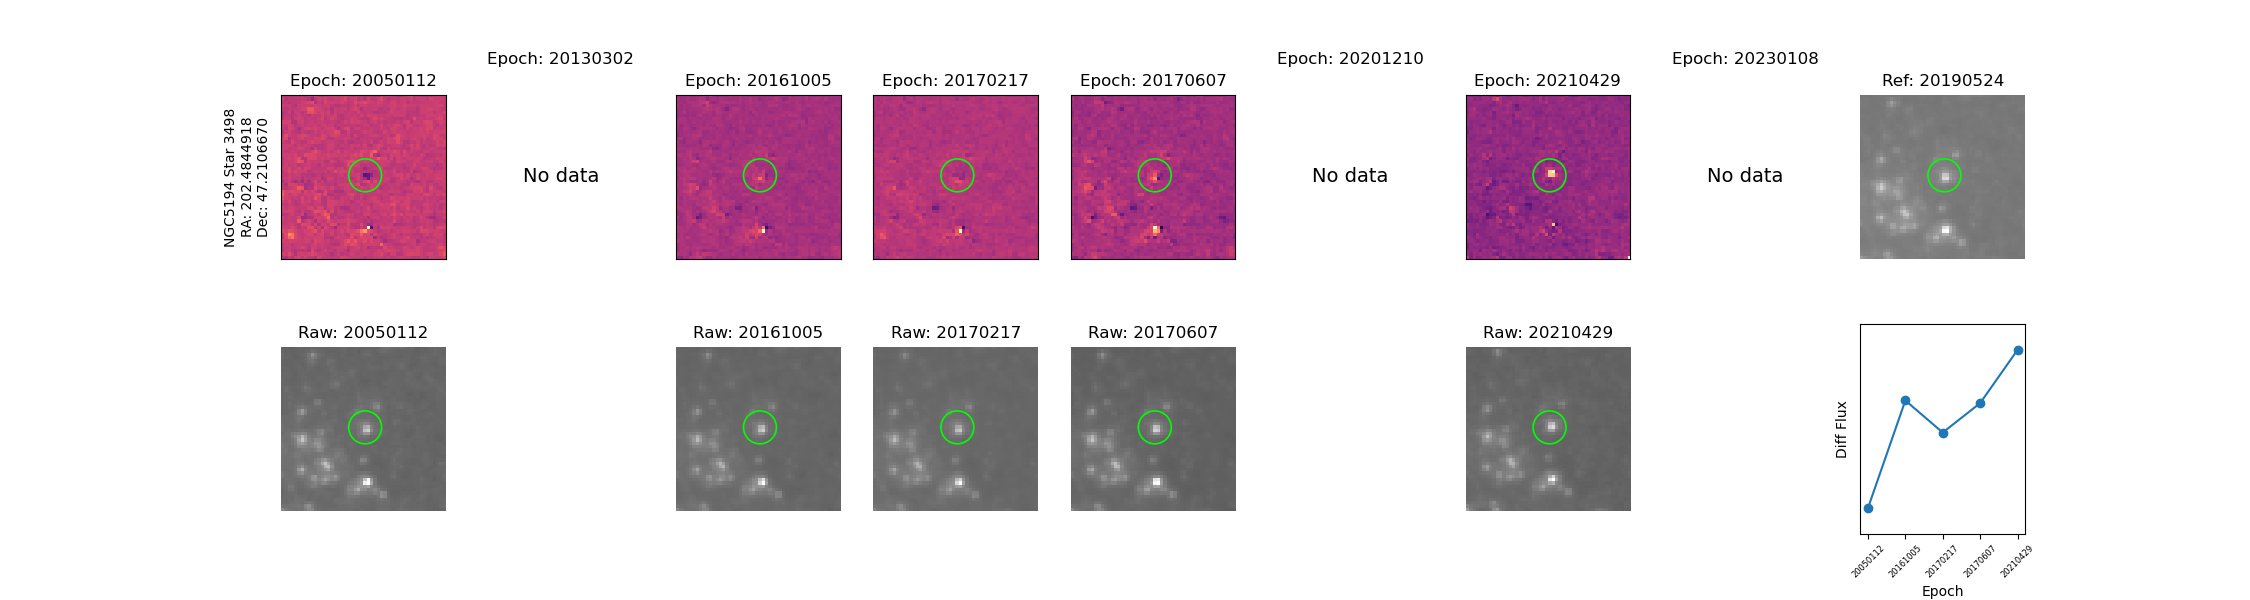 Epoch: 20130302
Epoch: 20201210
Epoch: 20230108
Epoch: 20050112
Epoch: 20161005
Epoch: 20170217
Epoch: 20170607
Epoch: 20210429
Ref: 20190524
NGC5194 Star 3498
RA: 202.4844918
Dec: 47.2106670
No data
No data
No data
Raw: 20050112
Raw: 20161005
Raw: 20170217
Raw: 20170607
Raw: 20210429
Diff Flux
20050112
20161005
20170217
20170607
20210429
Epoch